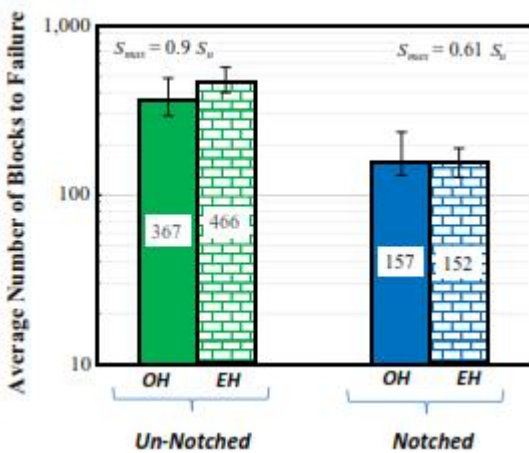 Average Number of Blocks to Failure
1,000
100
10
Smax = 0.9 Su
Smax = 0.61 Su
367
466
157
152
OH EH OH EH
Un-Notched Notched